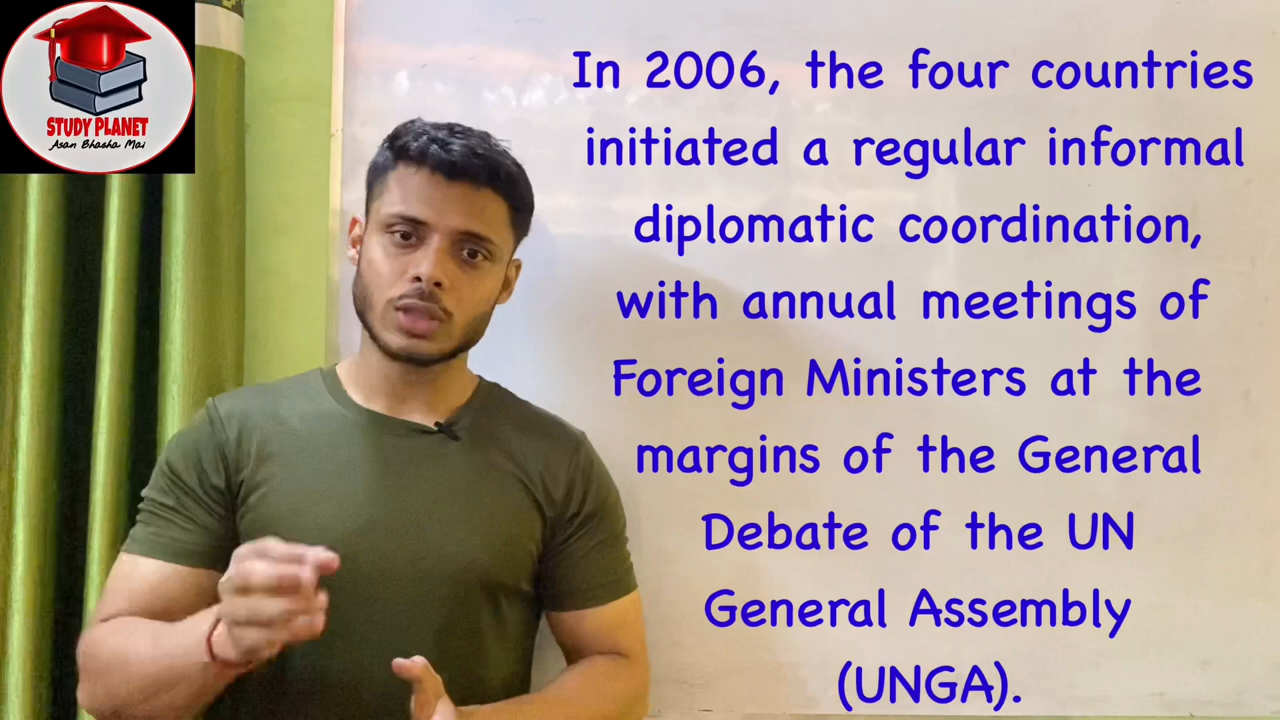 STUDY PLANET
Asan Bhasha Mai
In 2006, the four countries
initiated a regular informal
diplomatic coordination,
with annual meetings of
Foreign Ministers at the
margins of the General
Debate of the UN
General Assembly
(UNGA).